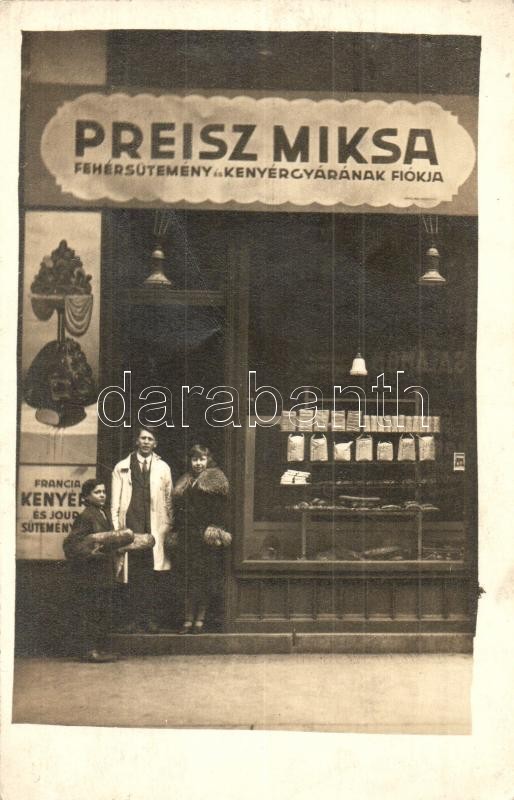 PREISZ MIKSA
FEHÉRSÜTEMÉNY és KENYÉRGYÁRÁNAK FIÓKJA
darabanth
FRANCIA
KENYÉR
ÉS JOUR
SÜTEMÉNY